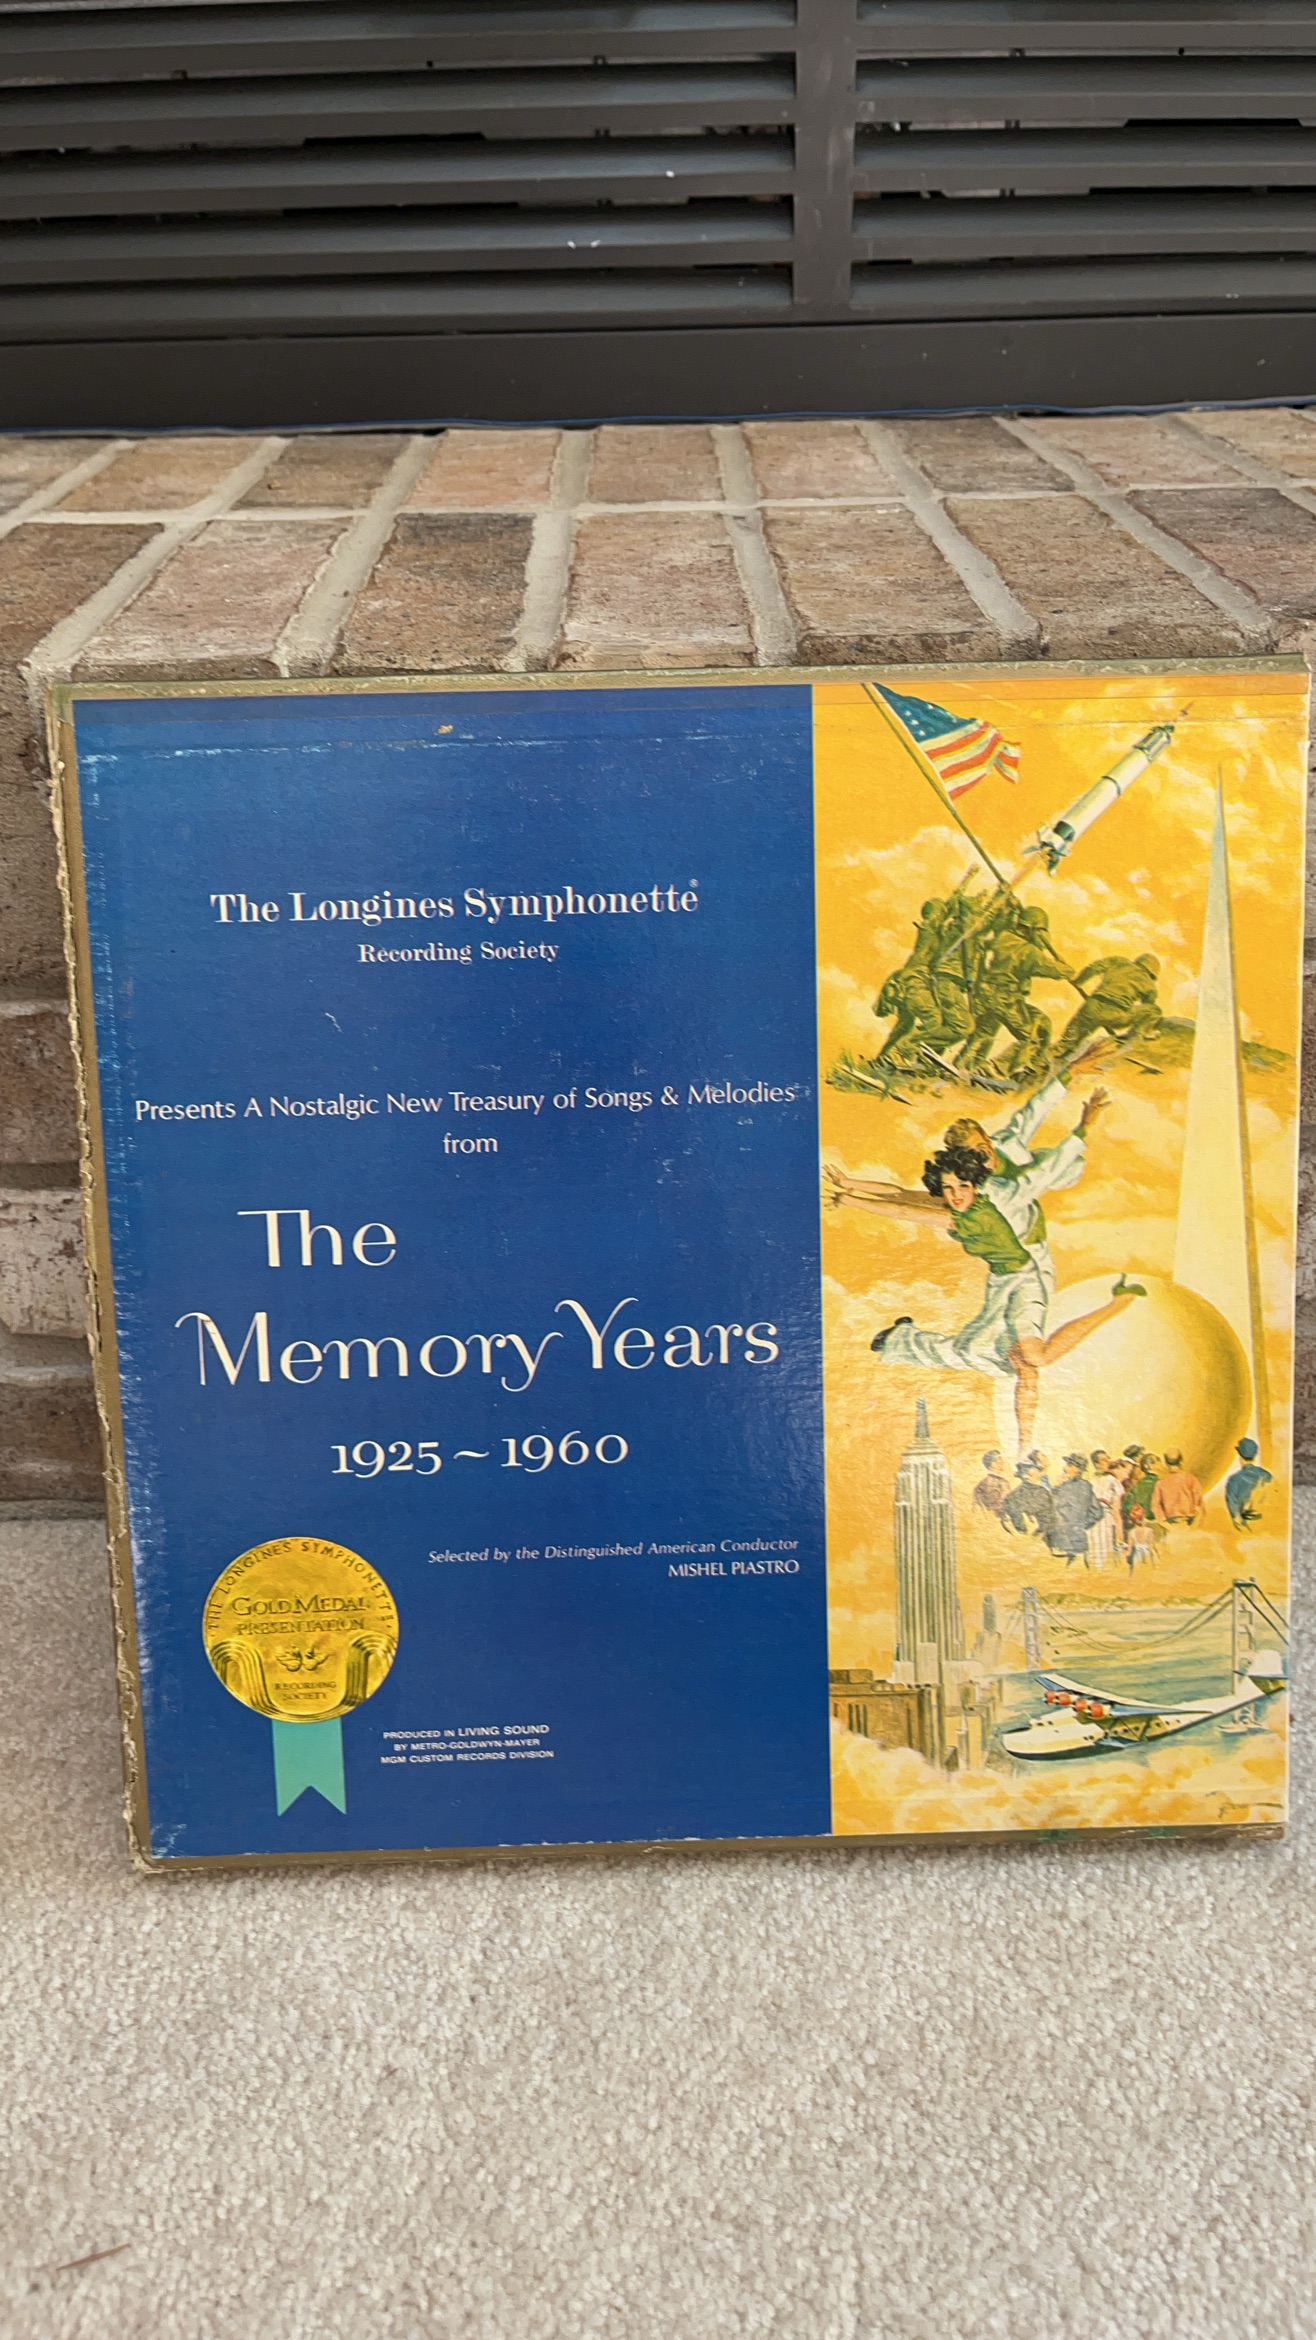 The Longines Symphonette®
Recording Society
Presents A Nostalgic New Treasury of Songs & Melodies
from
The
Memory Years
1925~1960
Selected by the Distinguished American Conductor
MISHEL PIASTRO
THE LONGINES SYMPHONETTE
GOLD MEDAL
PRESENTATION
RECORDING
SOCIETY
PRODUCED IN LIVING SOUND
BY METRO-GOLDWYN-MAYER
MGM CUSTOM RECORDS DIVISION